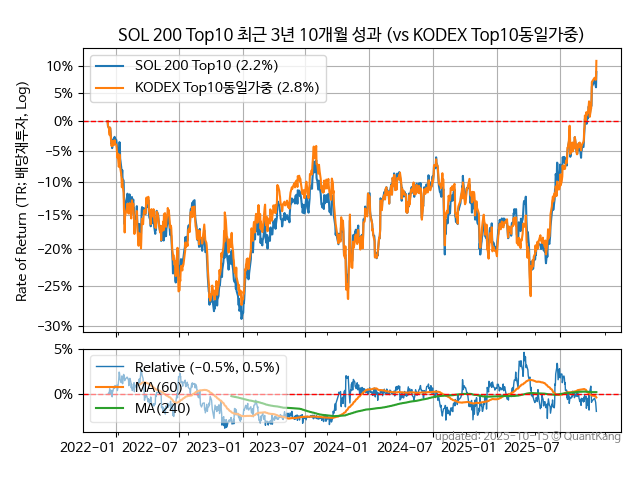 SOL 200 Top10 최근 3년 10개월 성과 (vs KODEX Top10동일가중)
Rate of Return (TR: 배당재투자, Log)
10%
5%
0%
−5%
−10%
−15%
−20%
−25%
−30%
SOL 200 Top10 (2.2%)
KODEX Top10동일가중 (2.8%)
5%
0%
Relative (−0.5%, 0.5%)
MA(60)
MA(240)
2022−01 2022−07 2023−01 2023−07 2024−01 2024−07 2025−01 2025−07
updated: 2025−10−15 © QuantKang